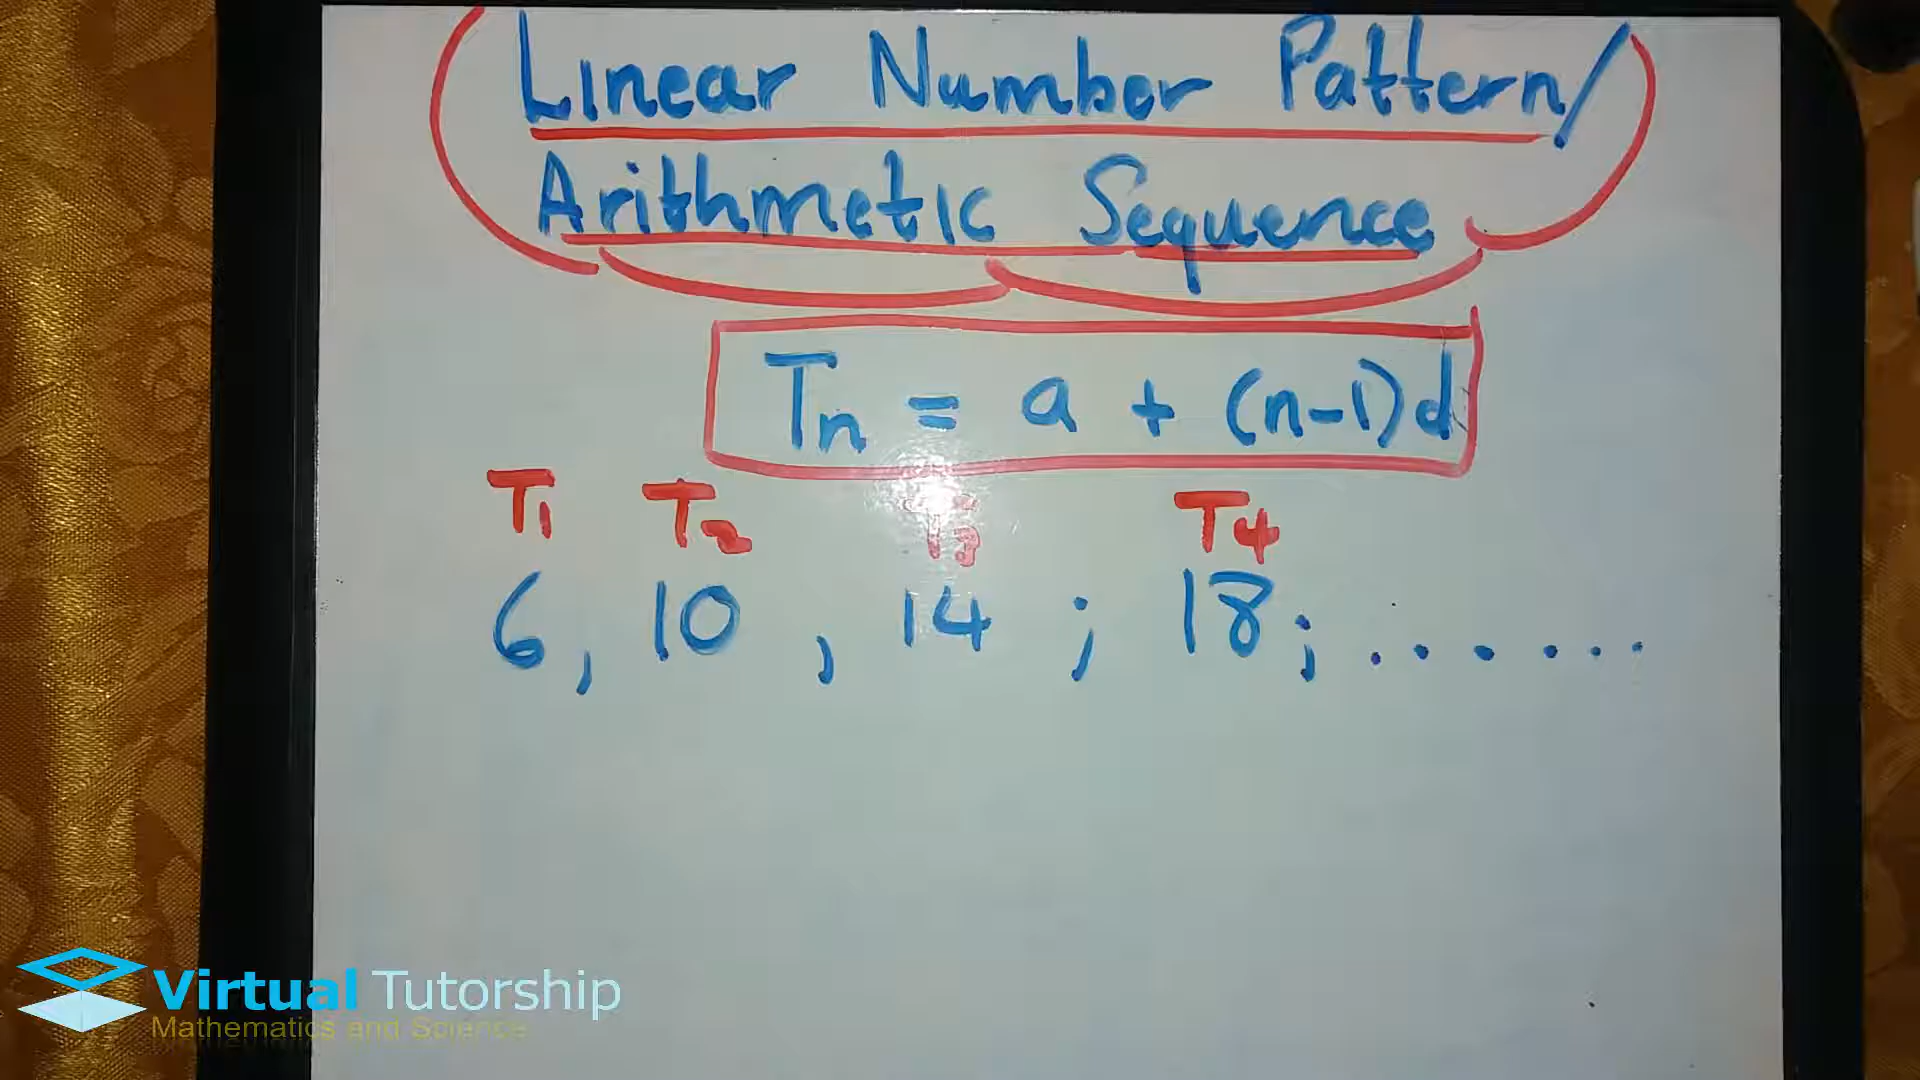 Linear Number Pattern/
Arithmetic Sequence
Tn = a + (n-1)d
T1 T2 T3 T4
6, 10, 14; 18; ......
Virtual Tutorship
Mathematics and Science